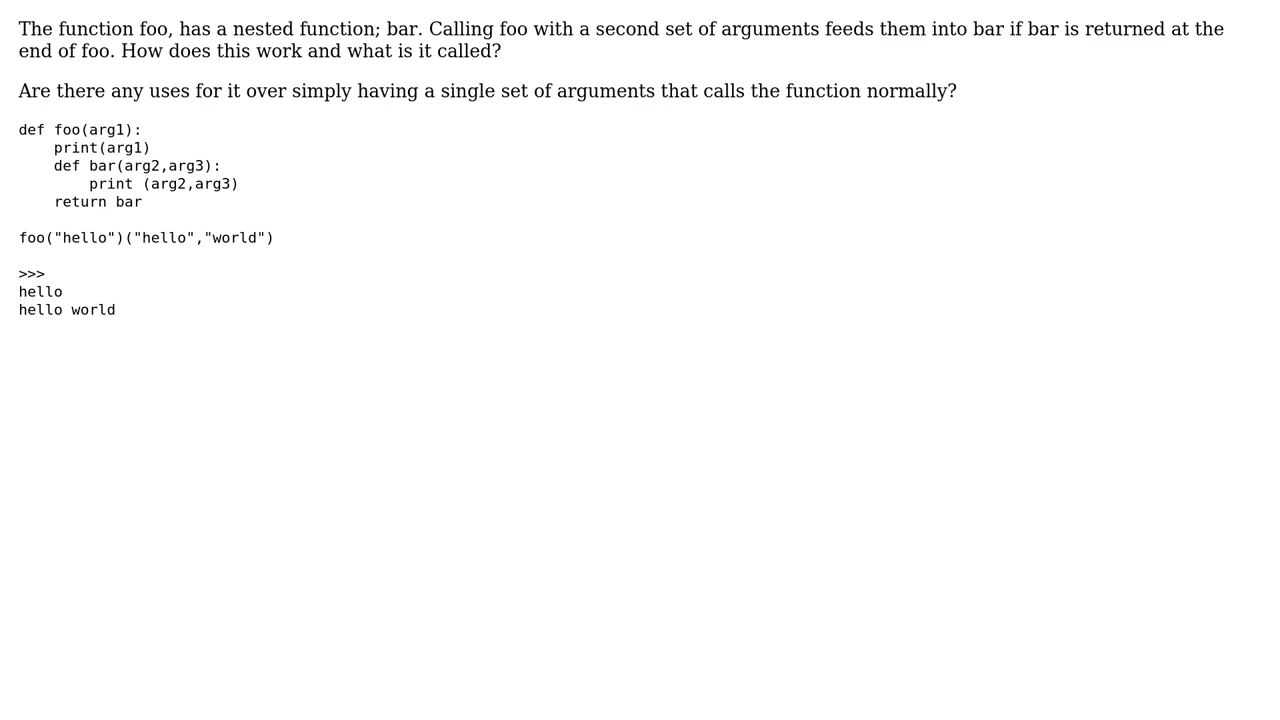 The function foo, has a nested function; bar. Calling foo with a second set of arguments feeds them into bar if bar is returned at the
end of foo. How does this work and what is it called?
Are there any uses for it over simply having a single set of arguments that calls the function normally?
def foo(arg1):
    print(arg1)
    def bar(arg2,arg3):
        print (arg2,arg3)
    return bar
foo("hello")("hello","world")
>>>
hello
hello world